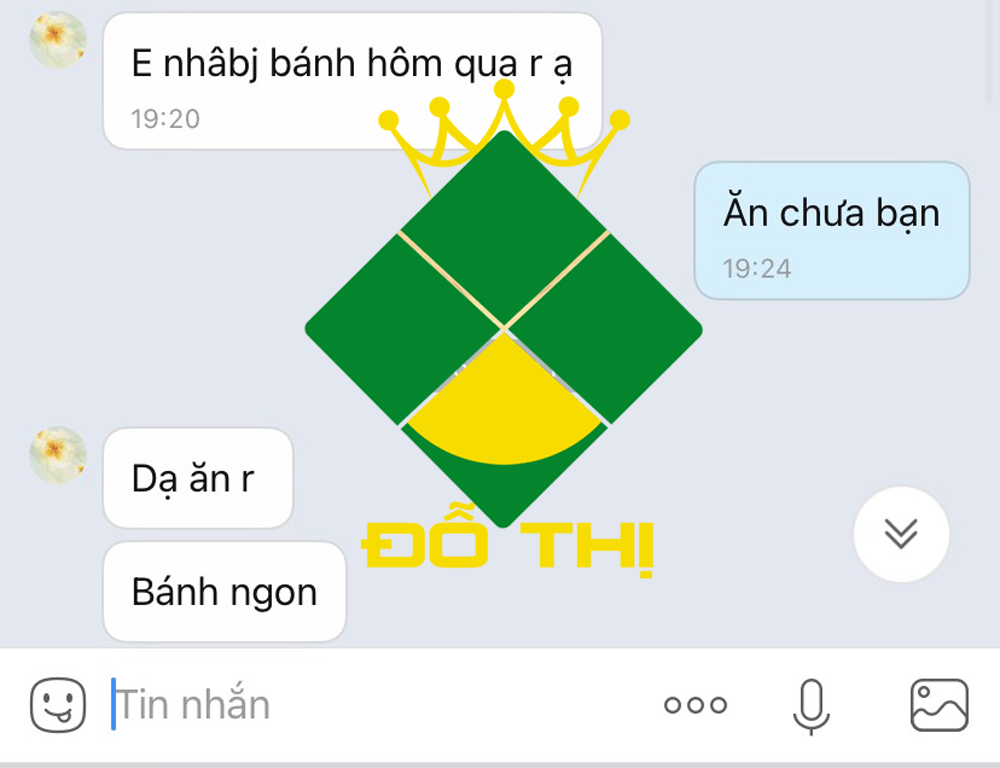 E nhâbj bánh hôm qua r ạ
19:20
Ăn chưa bạn
19:24
Dạ ăn r
Bánh ngon
ĐỖ THỊ
Tin nhắn